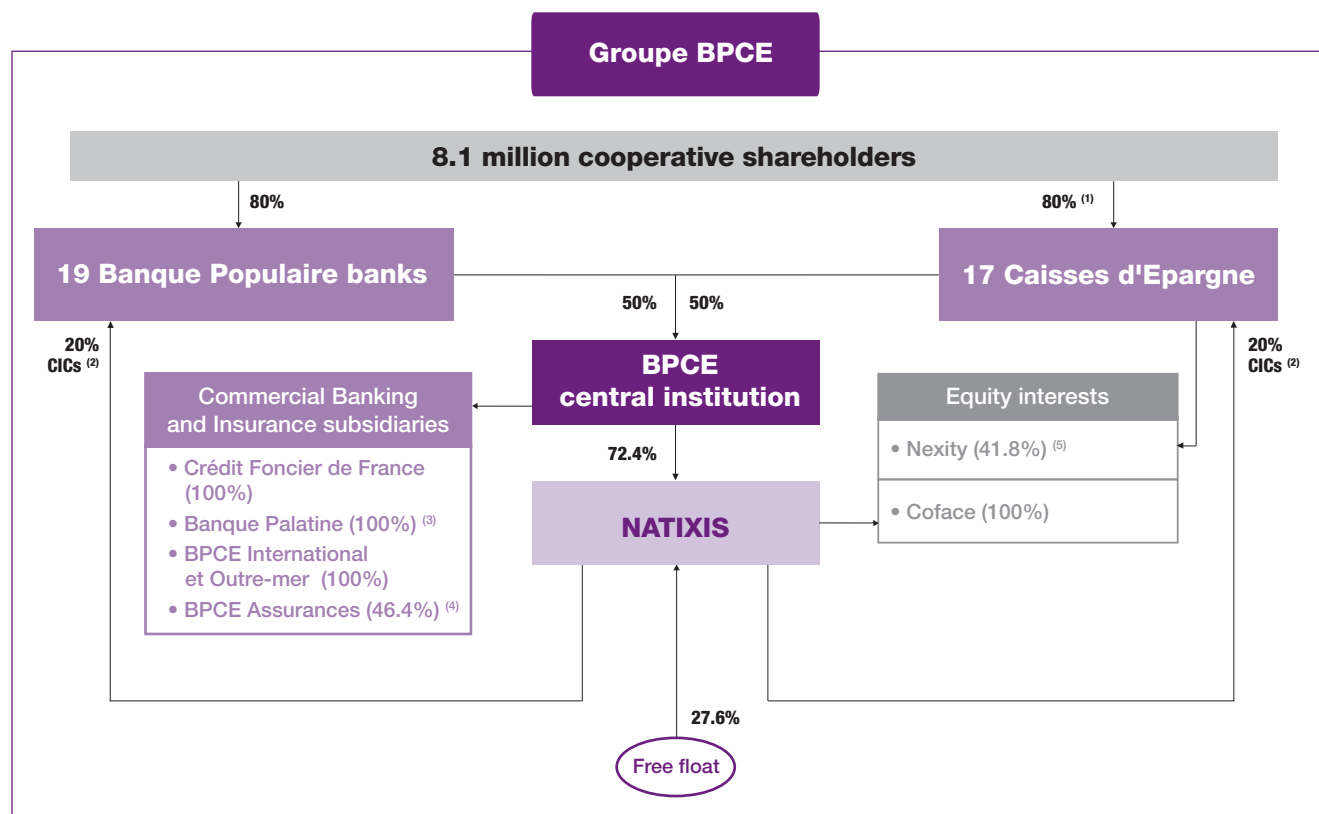 Groupe BPCE
8.1 million cooperative shareholders
80%
80% (1)
19 Banque Populaire banks
17 Caisses d'Epargne
50%
50%
20%
CICs (2)
20%
CICs (2)
BPCE
central institution
Commercial Banking
and Insurance subsidiaries
• Crédit Foncier de France
(100%)
• Banque Palatine (100%) (3)
• BPCE International
et Outre-mer (100%)
• BPCE Assurances (46.4%) (4)
Equity interests
• Nexity (41.8%) (5)
• Coface (100%)
72.4%
NATIXIS
27.6%
Free float